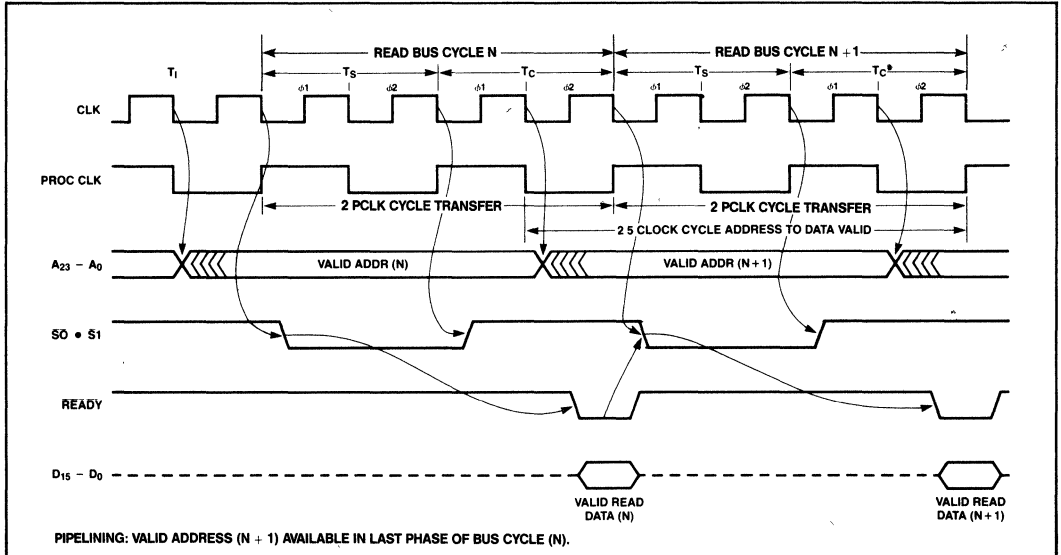 READ BUS CYCLE N READ BUS CYCLE N + 1
TI TS TC TS TC*
ϕ1 ϕ2 ϕ1 ϕ2 ϕ1 ϕ2 ϕ1 ϕ2
CLK
PROC CLK
2 PCLK CYCLE TRANSFER 2 PCLK CYCLE TRANSFER
2 5 CLOCK CYCLE ADDRESS TO DATA VALID
A23 – A0 VALID ADDR (N) VALID ADDR (N + 1)
S̅0̅ • S̅1̅
R̅E̅A̅D̅Y̅
D15 – D0
VALID READ
DATA (N)
VALID READ
DATA (N + 1)
PIPELINING: VALID ADDRESS (N + 1) AVAILABLE IN LAST PHASE OF BUS CYCLE (N).